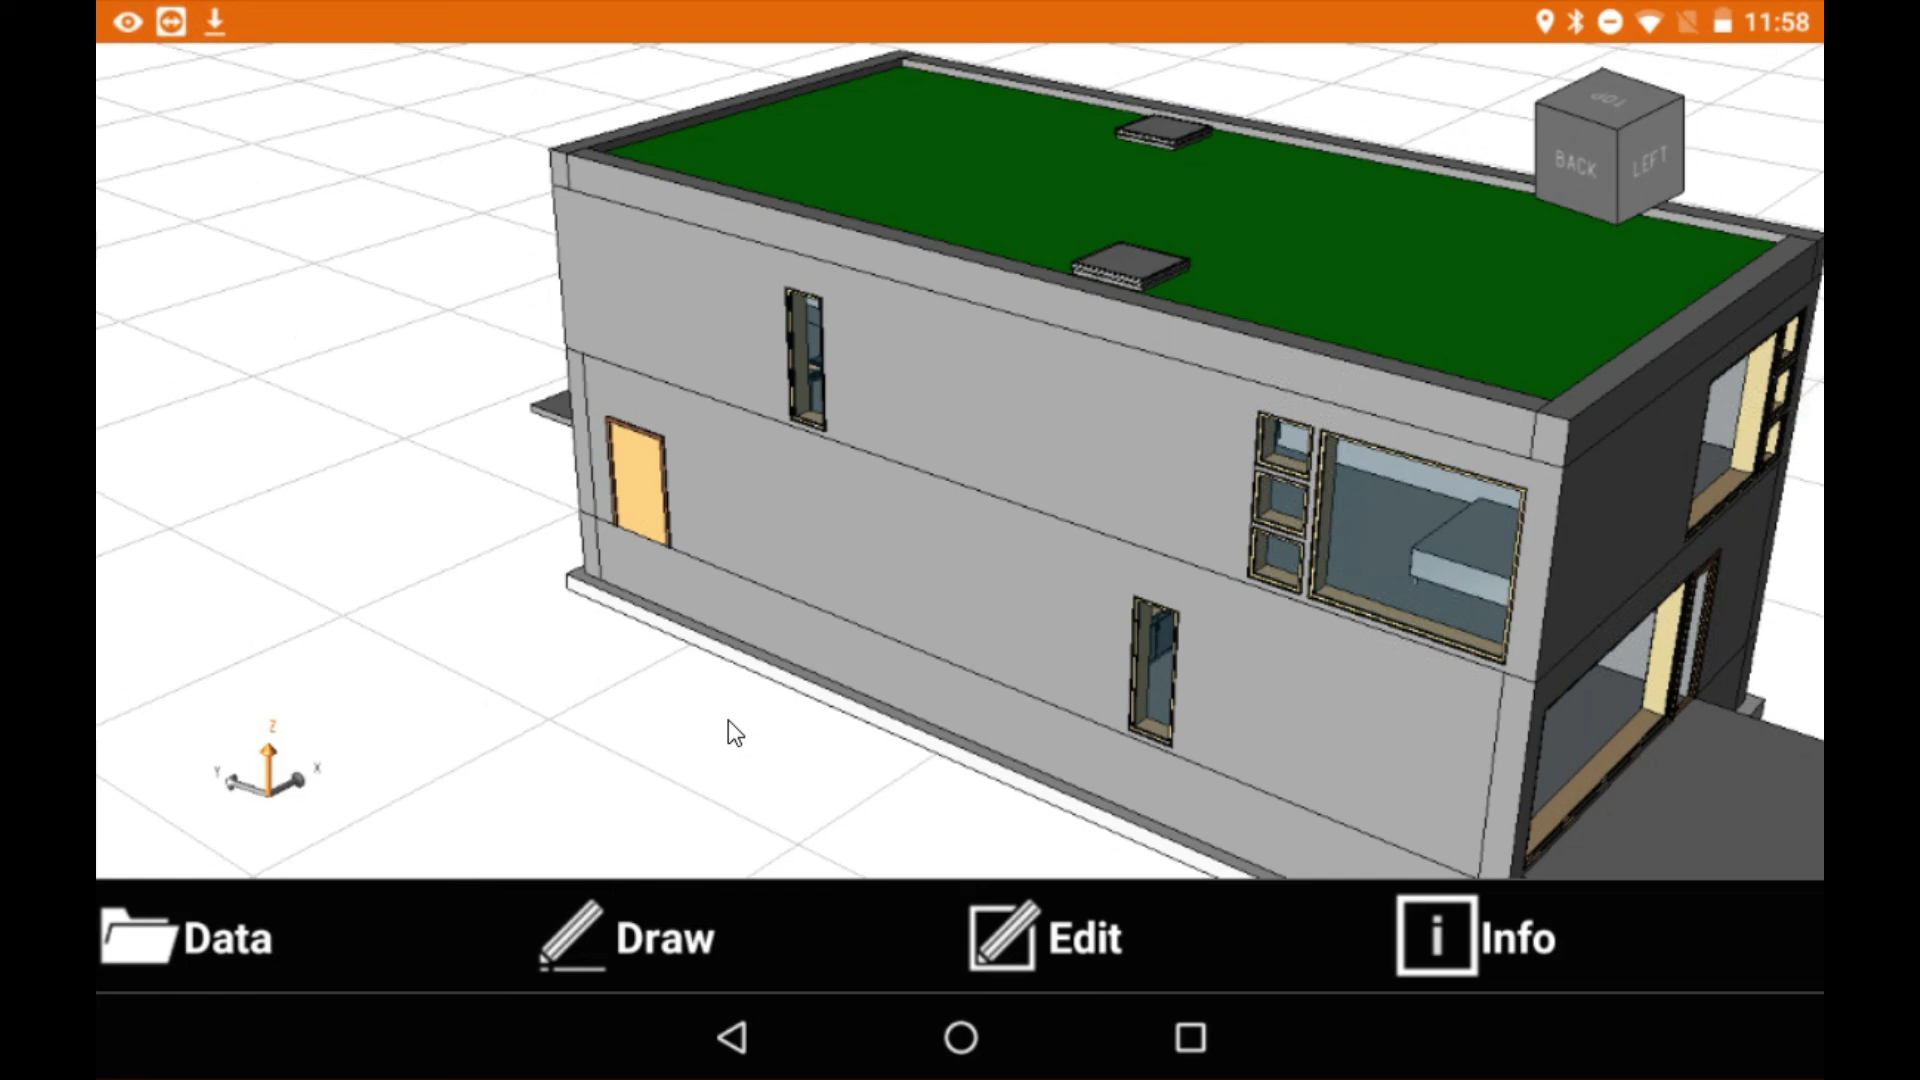 11:58
TOP
BACK
LEFT
Z
Y
X
Data
Draw
Edit
Info